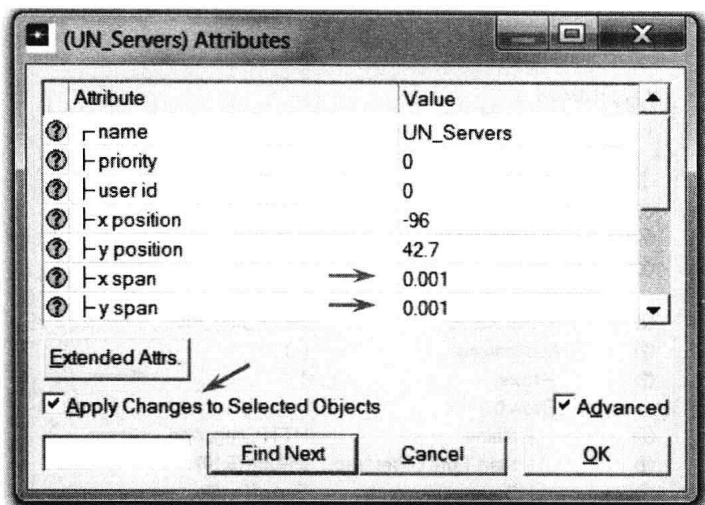 (UN_Servers) Attributes
Attribute Value
name UN_Servers
priority 0
user id 0
x position -96
y position 42.7
x span 0.001
y span 0.001
Extended Attrs.
Apply Changes to Selected Objects Advanced
Find Next Cancel OK